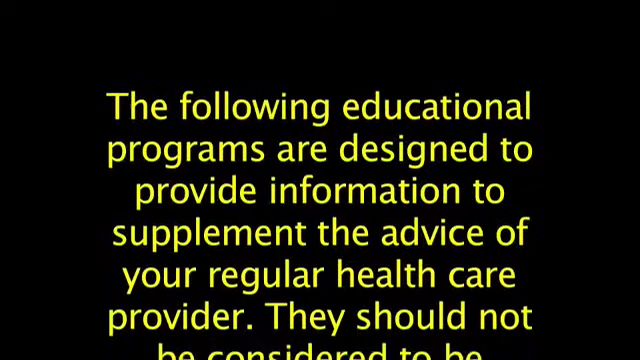 The following educational
programs are designed to
provide information to
supplement the advice of
your regular health care
provider. They should not
be considered to be